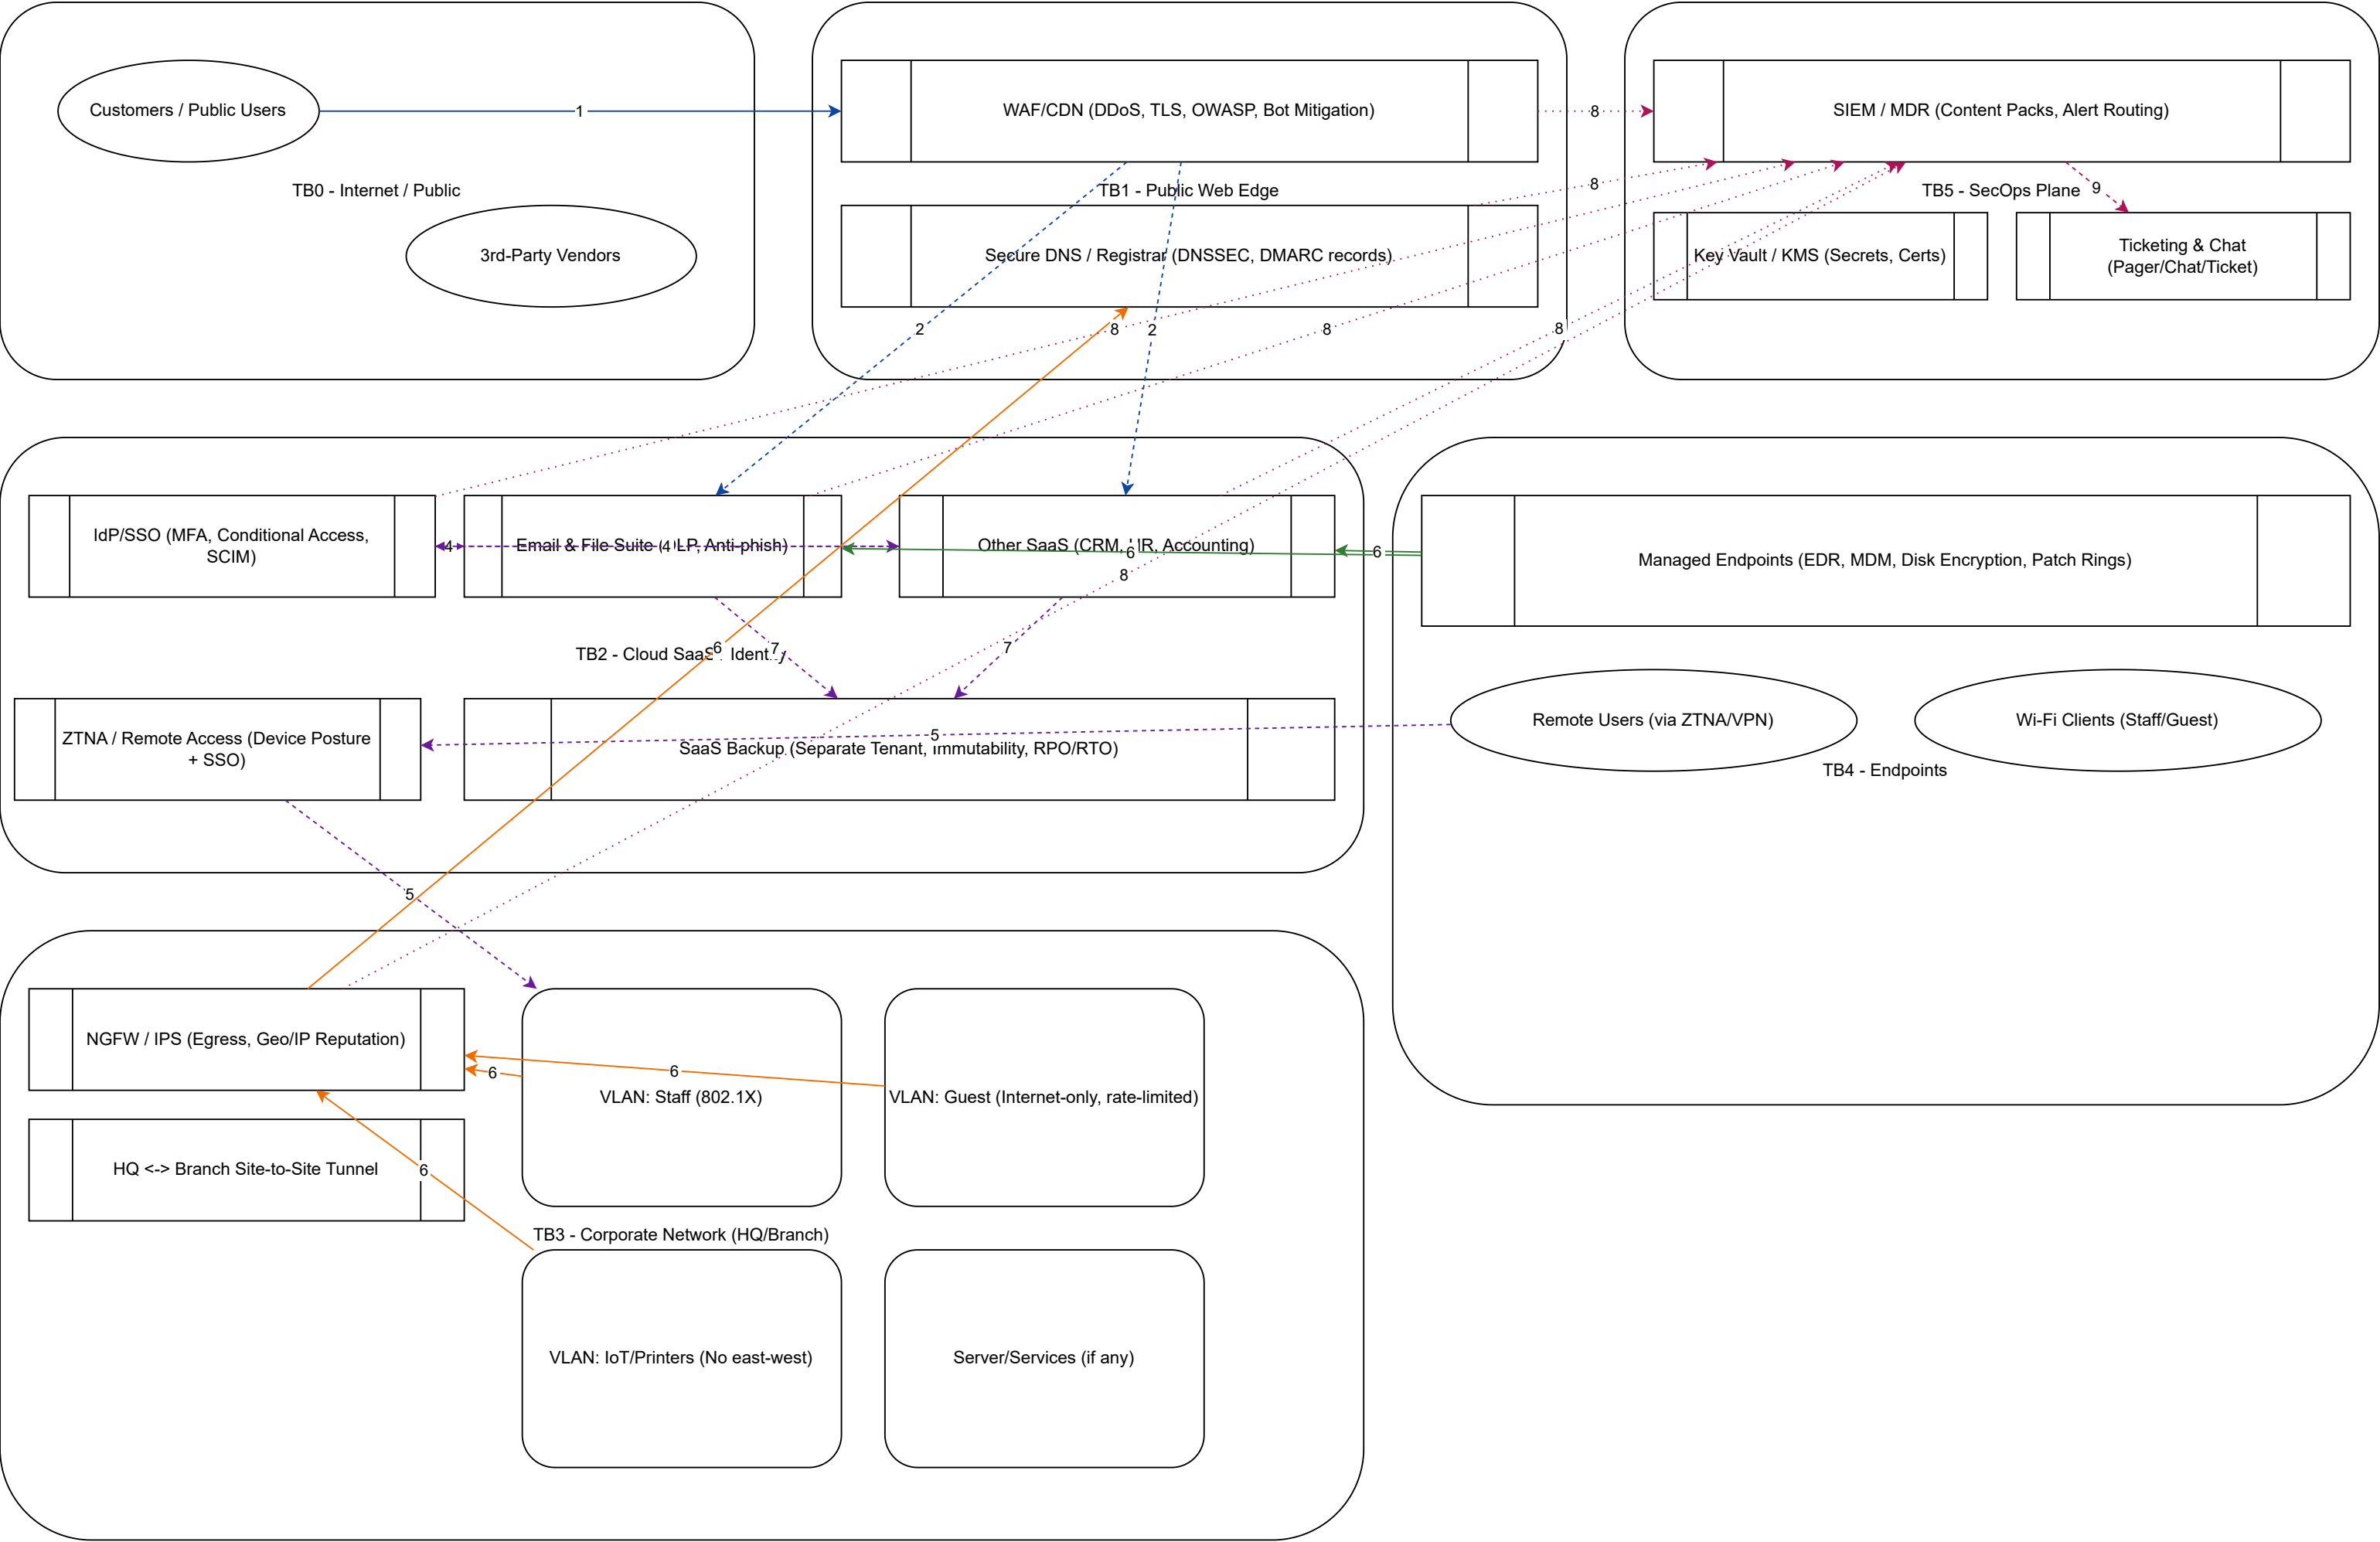 Customers / Public Users
1
TB0 - Internet / Public
3rd-Party Vendors
WAF/CDN (DDoS, TLS, OWASP, Bot Mitigation)
TB1 - Public Web Edge
Secure DNS / Registrar (DNSSEC, DMARC records)
8
8
SIEM / MDR (Content Packs, Alert Routing)
TB5 - SecOps Plane
9
Key Vault / KMS (Secrets, Certs)
Ticketing & Chat
(Pager/Chat/Ticket)
2
8
2
8
8
IdP/SSO (MFA, Conditional Access,
SCIM)
4
Email & File Suite (
4
LP, Anti-phish)
Other SaaS (CRM,
6
R, Accounting)
8
6
Managed Endpoints (EDR, MDM, Disk Encryption, Patch Rings)
TB2 - Cloud SaaS
6
7
7
ZTNA / Remote Access (Device Posture
+ SSO)
5
SaaS Backup (Separate Tenant, Immutability, RPO/RTO)
Remote Users (via ZTNA/VPN)
Wi-Fi Clients (Staff/Guest)
TB4 - Endpoints
5
NGFW / IPS (Egress, Geo/IP Reputation)
6
6
VLAN: Staff (802.1X)
VLAN: Guest (Internet-only, rate-limited)
HQ <-> Branch Site-to-Site Tunnel
6
TB3 - Corporate Network (HQ/Branch)
VLAN: IoT/Printers (No east-west)
Server/Services (if any)